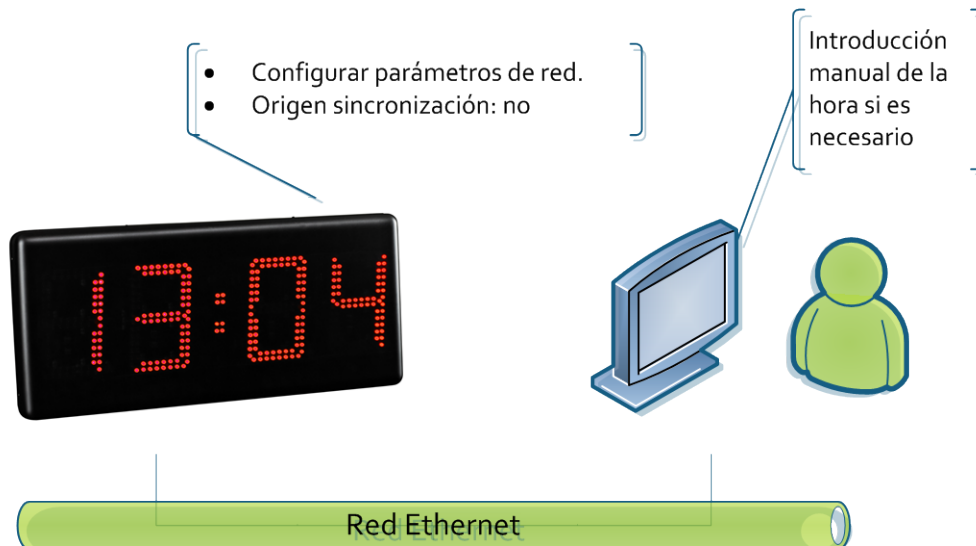 • Configurar parámetros de red.
• Origen sincronización: no
Introducción
manual de la
hora si es
necesario
13:04
Red Ethernet